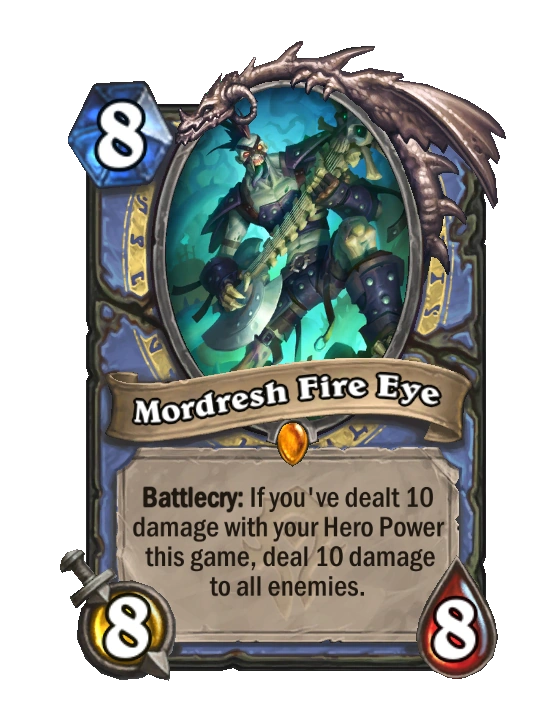 8
Mordresh Fire Eye
Battlecry: If you've dealt 10
damage with your Hero Power
this game, deal 10 damage
to all enemies.
8
8